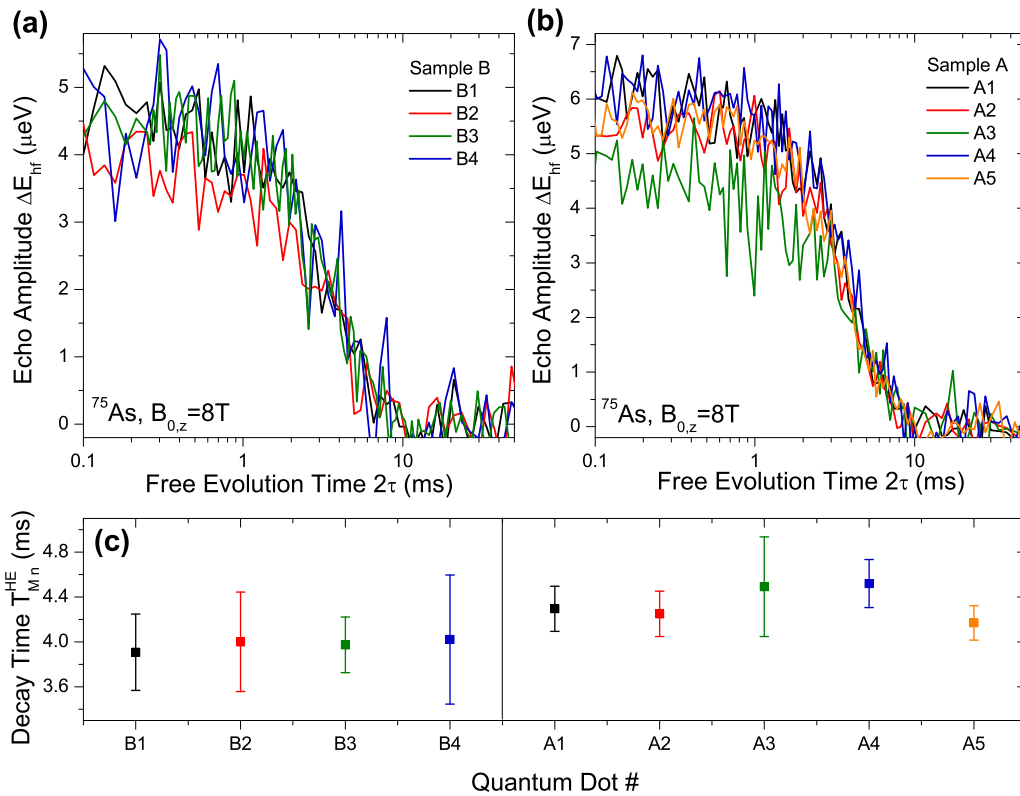 (a)
Echo Amplitude ΔE_hf (μeV)
5
4
3
2
1
0
Sample B
B1
B2
B3
B4
⁷⁵As, B_0,z=8T
0.1 1 10
Free Evolution Time 2τ (ms)
(b)
Echo Amplitude ΔE_hf (μeV)
7
6
5
4
3
2
1
0
Sample A
A1
A2
A3
A4
A5
⁷⁵As, B_0,z=8T
0.1 1 10
Free Evolution Time 2τ (ms)
(c)
Decay Time T_Mn^HE (ms)
4.8
4.4
4.0
3.6
B1 B2 B3 B4 A1 A2 A3 A4 A5
Quantum Dot #